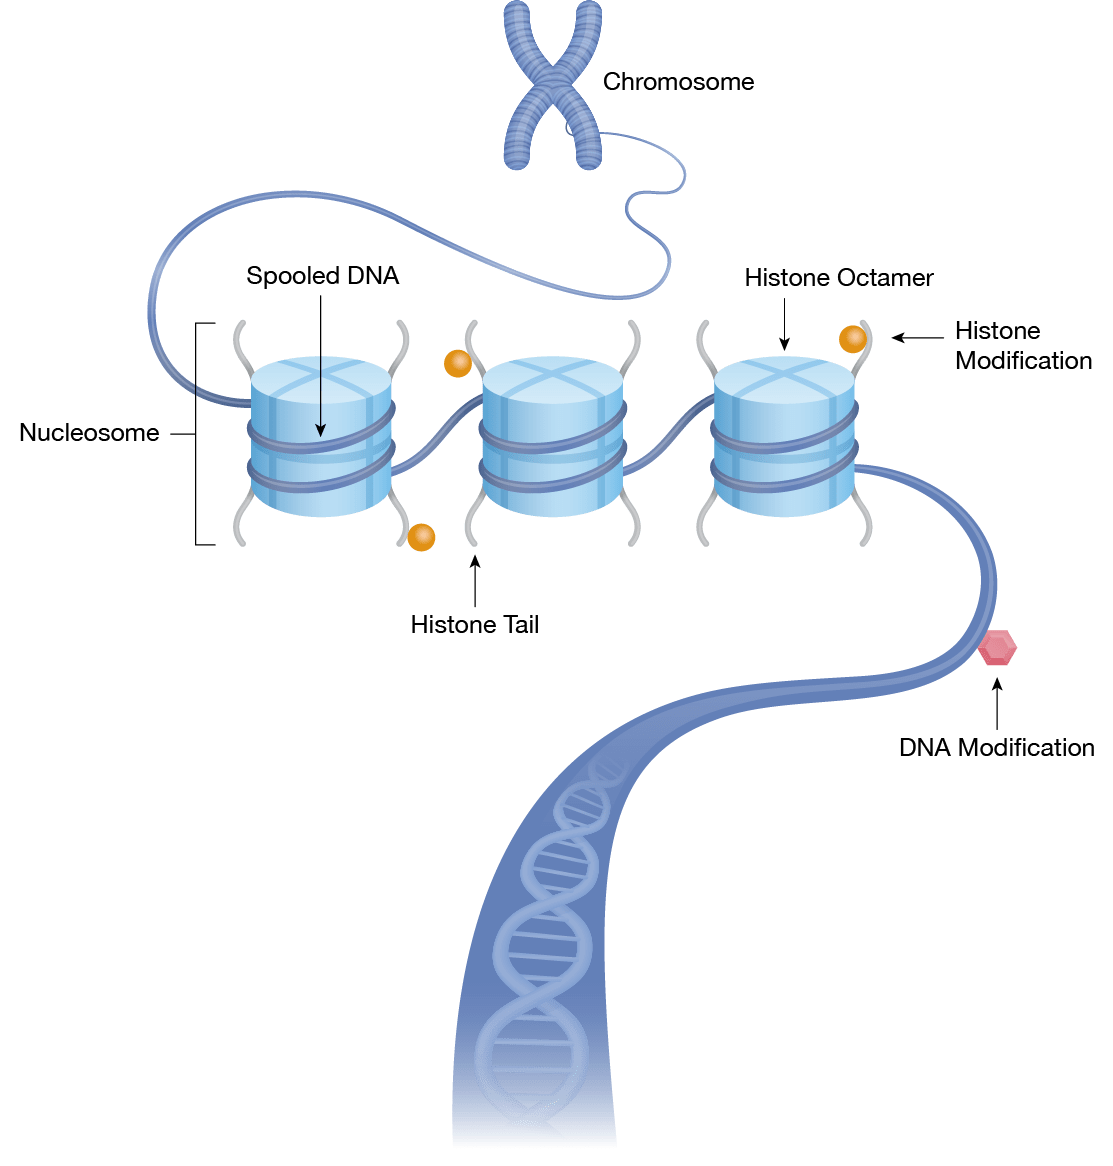 Chromosome
Spooled DNA
Histone Octamer
Histone
Modification
Nucleosome
Histone Tail
DNA Modification